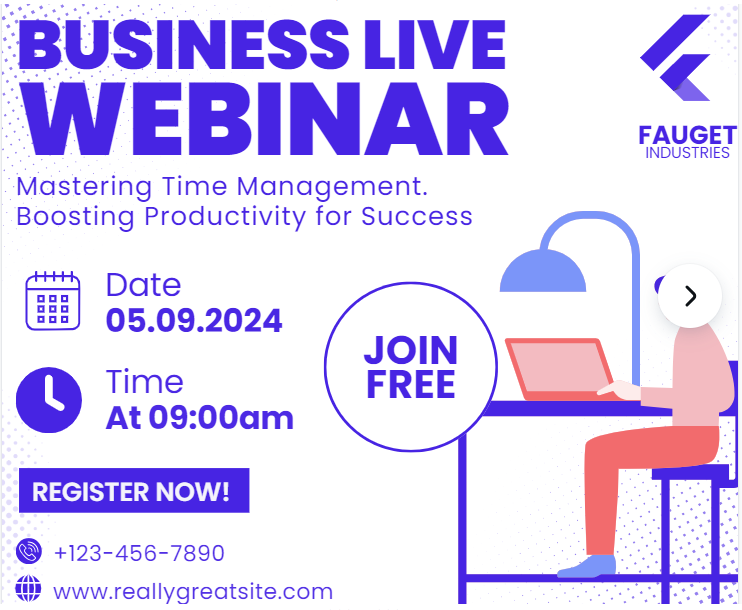 BUSINESS LIVE
WEBINAR
FAUGET
INDUSTRIES
Mastering Time Management.
Boosting Productivity for Success
Date
05.09.2024
Time
At 09:00am
JOIN
FREE
REGISTER NOW!
+123-456-7890
www.reallygreatsite.com